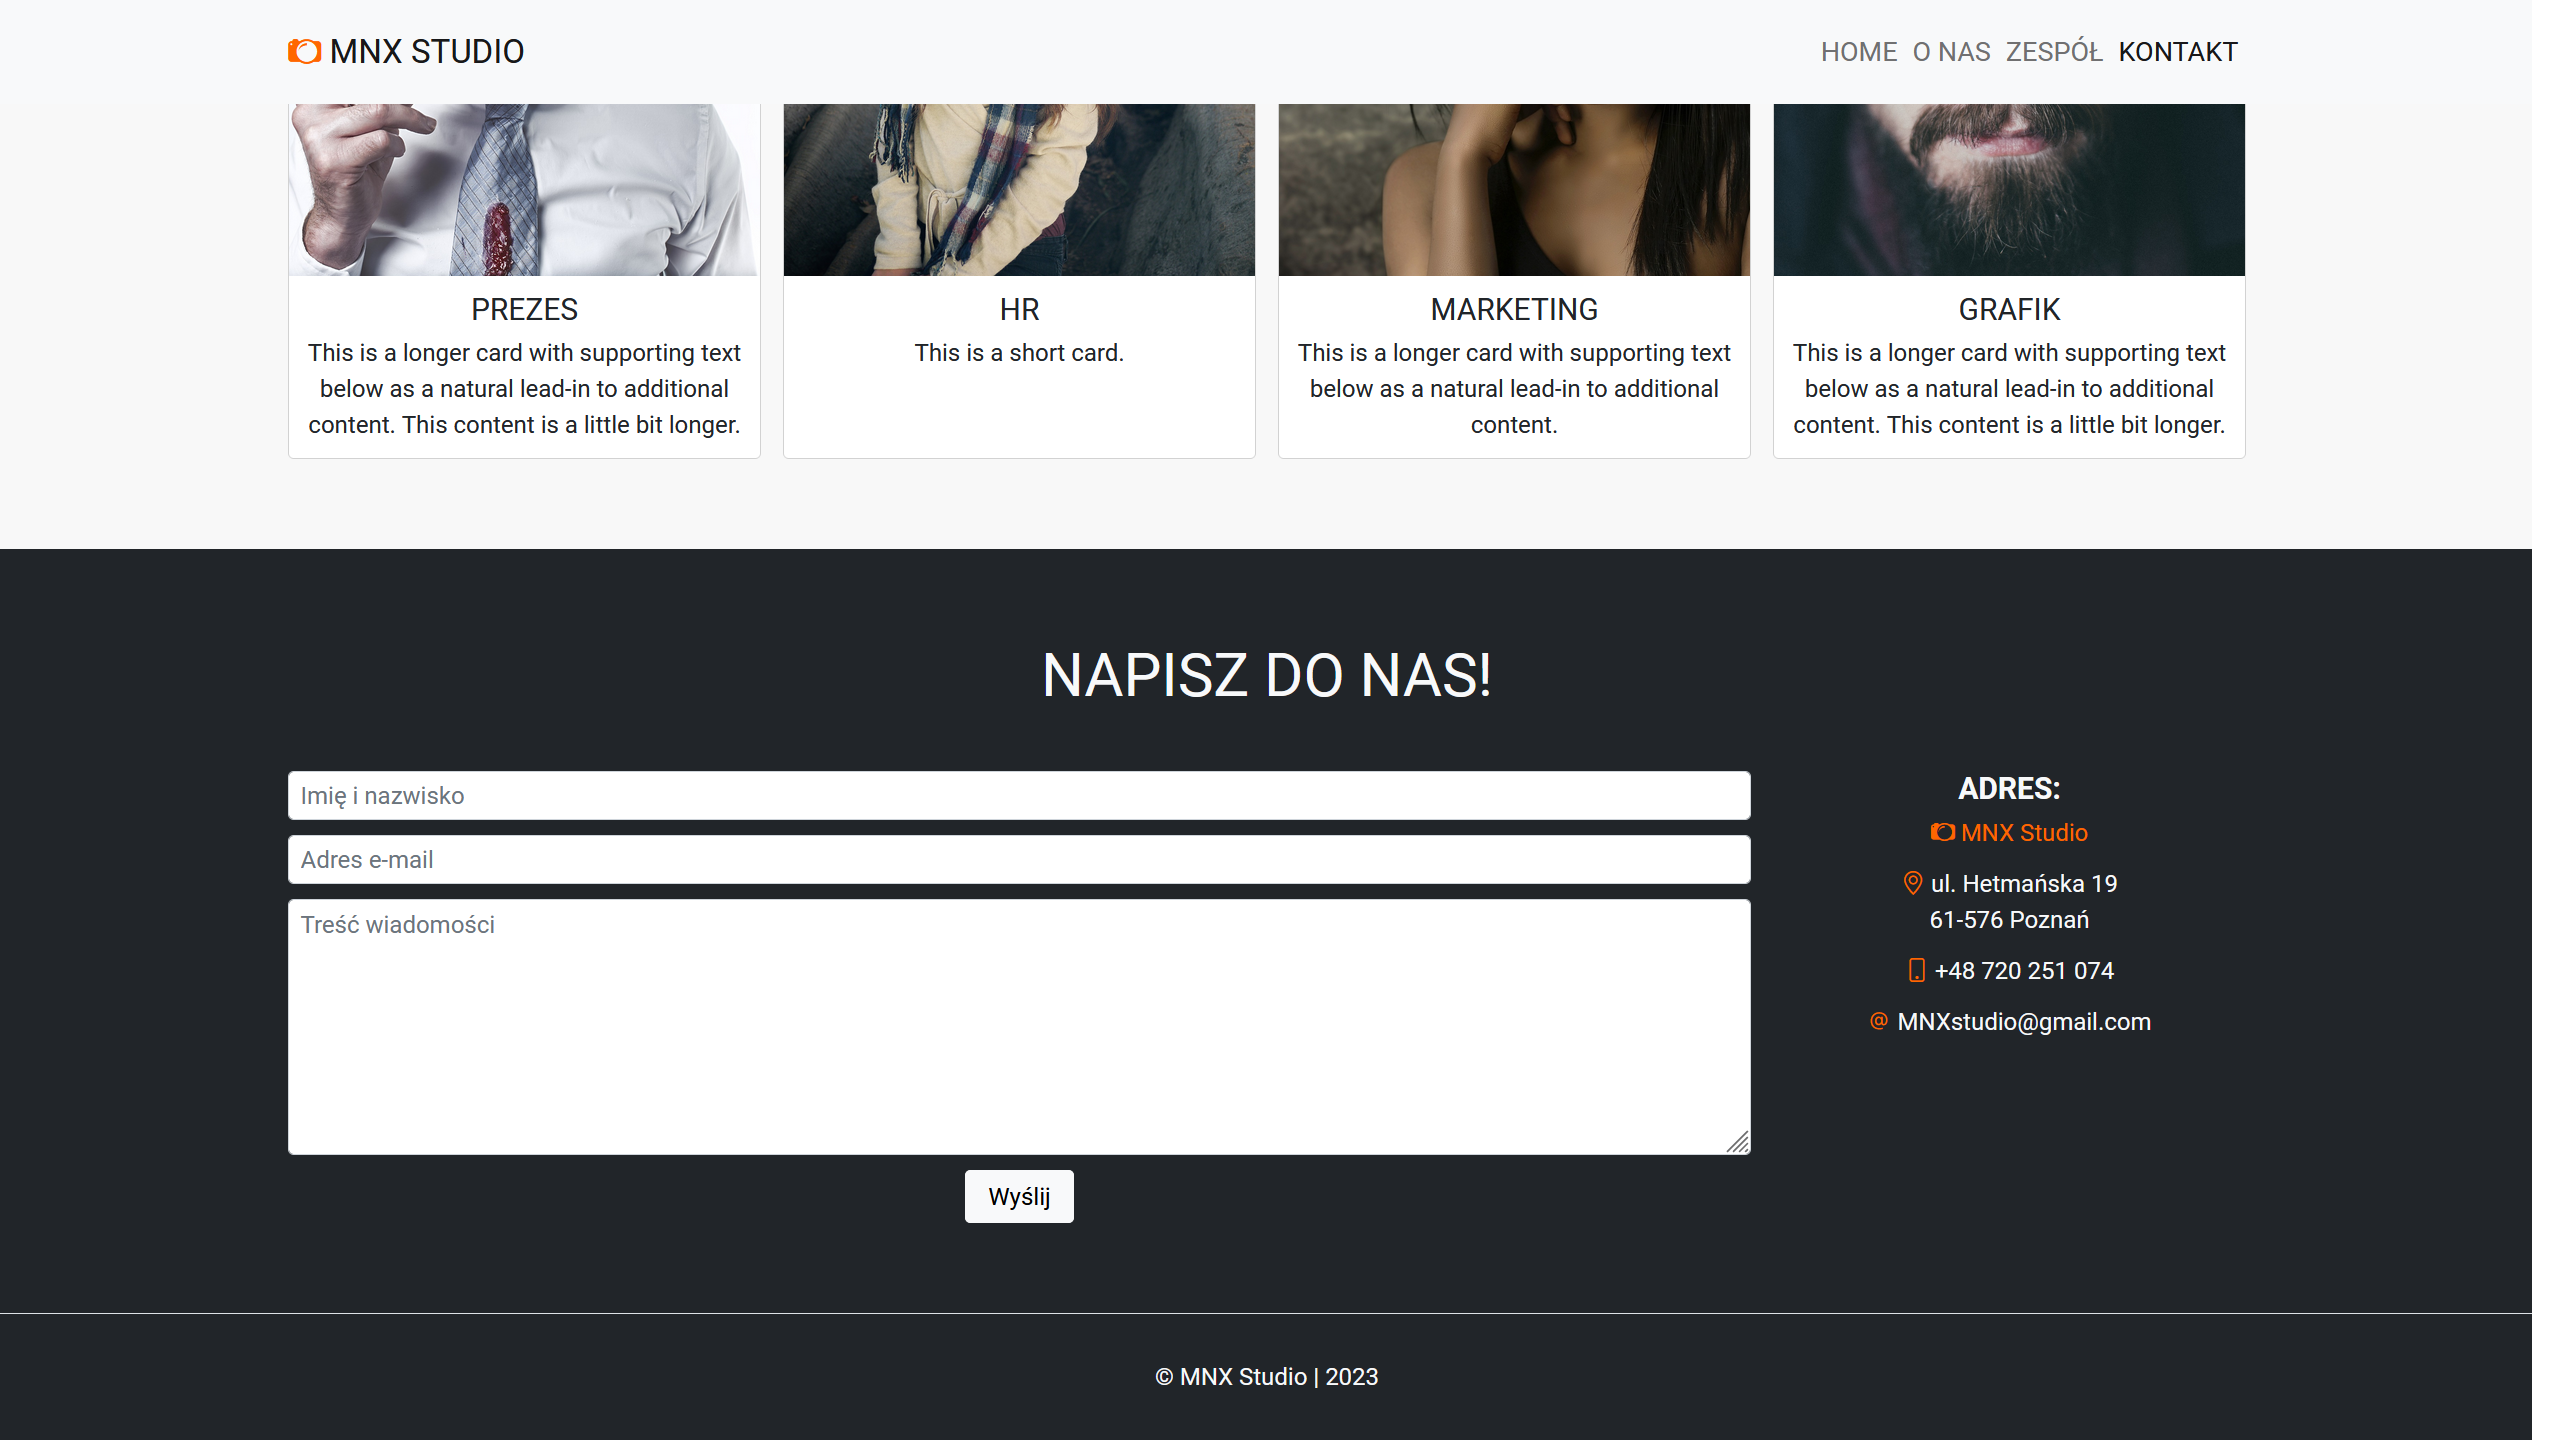 MNX STUDIO
HOME O NAS ZESPÓŁ KONTAKT
PREZES
This is a longer card with supporting text
below as a natural lead-in to additional
content. This content is a little bit longer.
HR
This is a short card.
MARKETING
This is a longer card with supporting text
below as a natural lead-in to additional
content.
GRAFIK
This is a longer card with supporting text
below as a natural lead-in to additional
content. This content is a little bit longer.
NAPISZ DO NAS!
Imię i nazwisko
Adres e-mail
Treść wiadomości
Wyślij
ADRES:
MNX Studio
ul. Hetmańska 19
61-576 Poznań
+48 720 251 074
@ MNXstudio@gmail.com
© MNX Studio | 2023